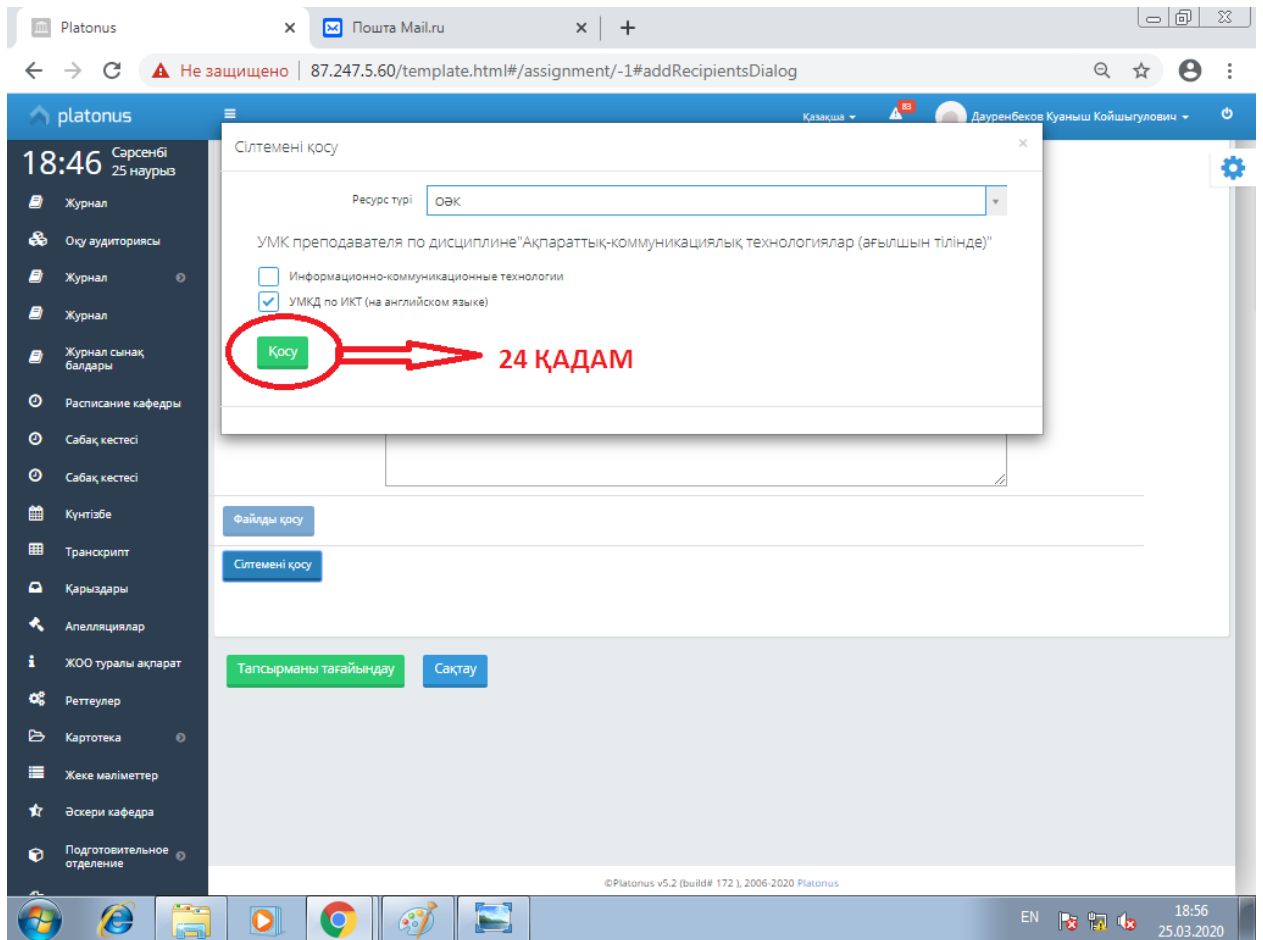 Platonus
Пошта Mail.ru
Не защищено
87.247.5.60/template.html#/assignment/-1#addRecipientsDialog
platonus
Қазақша
83
Дауренбеков Куаныш Койшыгулович
18:46 Сәрсенбі
25 наурыз
Журнал
Оқу аудиториясы
Журнал
Журнал
Журнал сынақ
балдары
Расписание кафедры
Сабақ кестесі
Сабақ кестесі
Күнтізбе
Транскрипт
Қарыздары
Апелляциялар
ЖОО туралы ақпарат
Реттеулер
Картотека
Жеке мәліметтер
Әскери кафедра
Подготовительное
отделение
Сілтемені қосу
×
Ресурс түрі
ОӘК
УМК преподавателя по дисциплине"Ақпараттық-коммуникациялық технологиялар (ағылшын тілінде)"
Информационно-коммуникационные технологии
УМКД по ИКТ (на английском языке)
Қосу
24 ҚАДАМ
Файлды қосу
Сілтемені қосу
Тапсырманы тағайындау
Сақтау
©Platonus v5.2 (build# 172 ), 2006-2020 Platonus
EN
18:56
25.03.2020